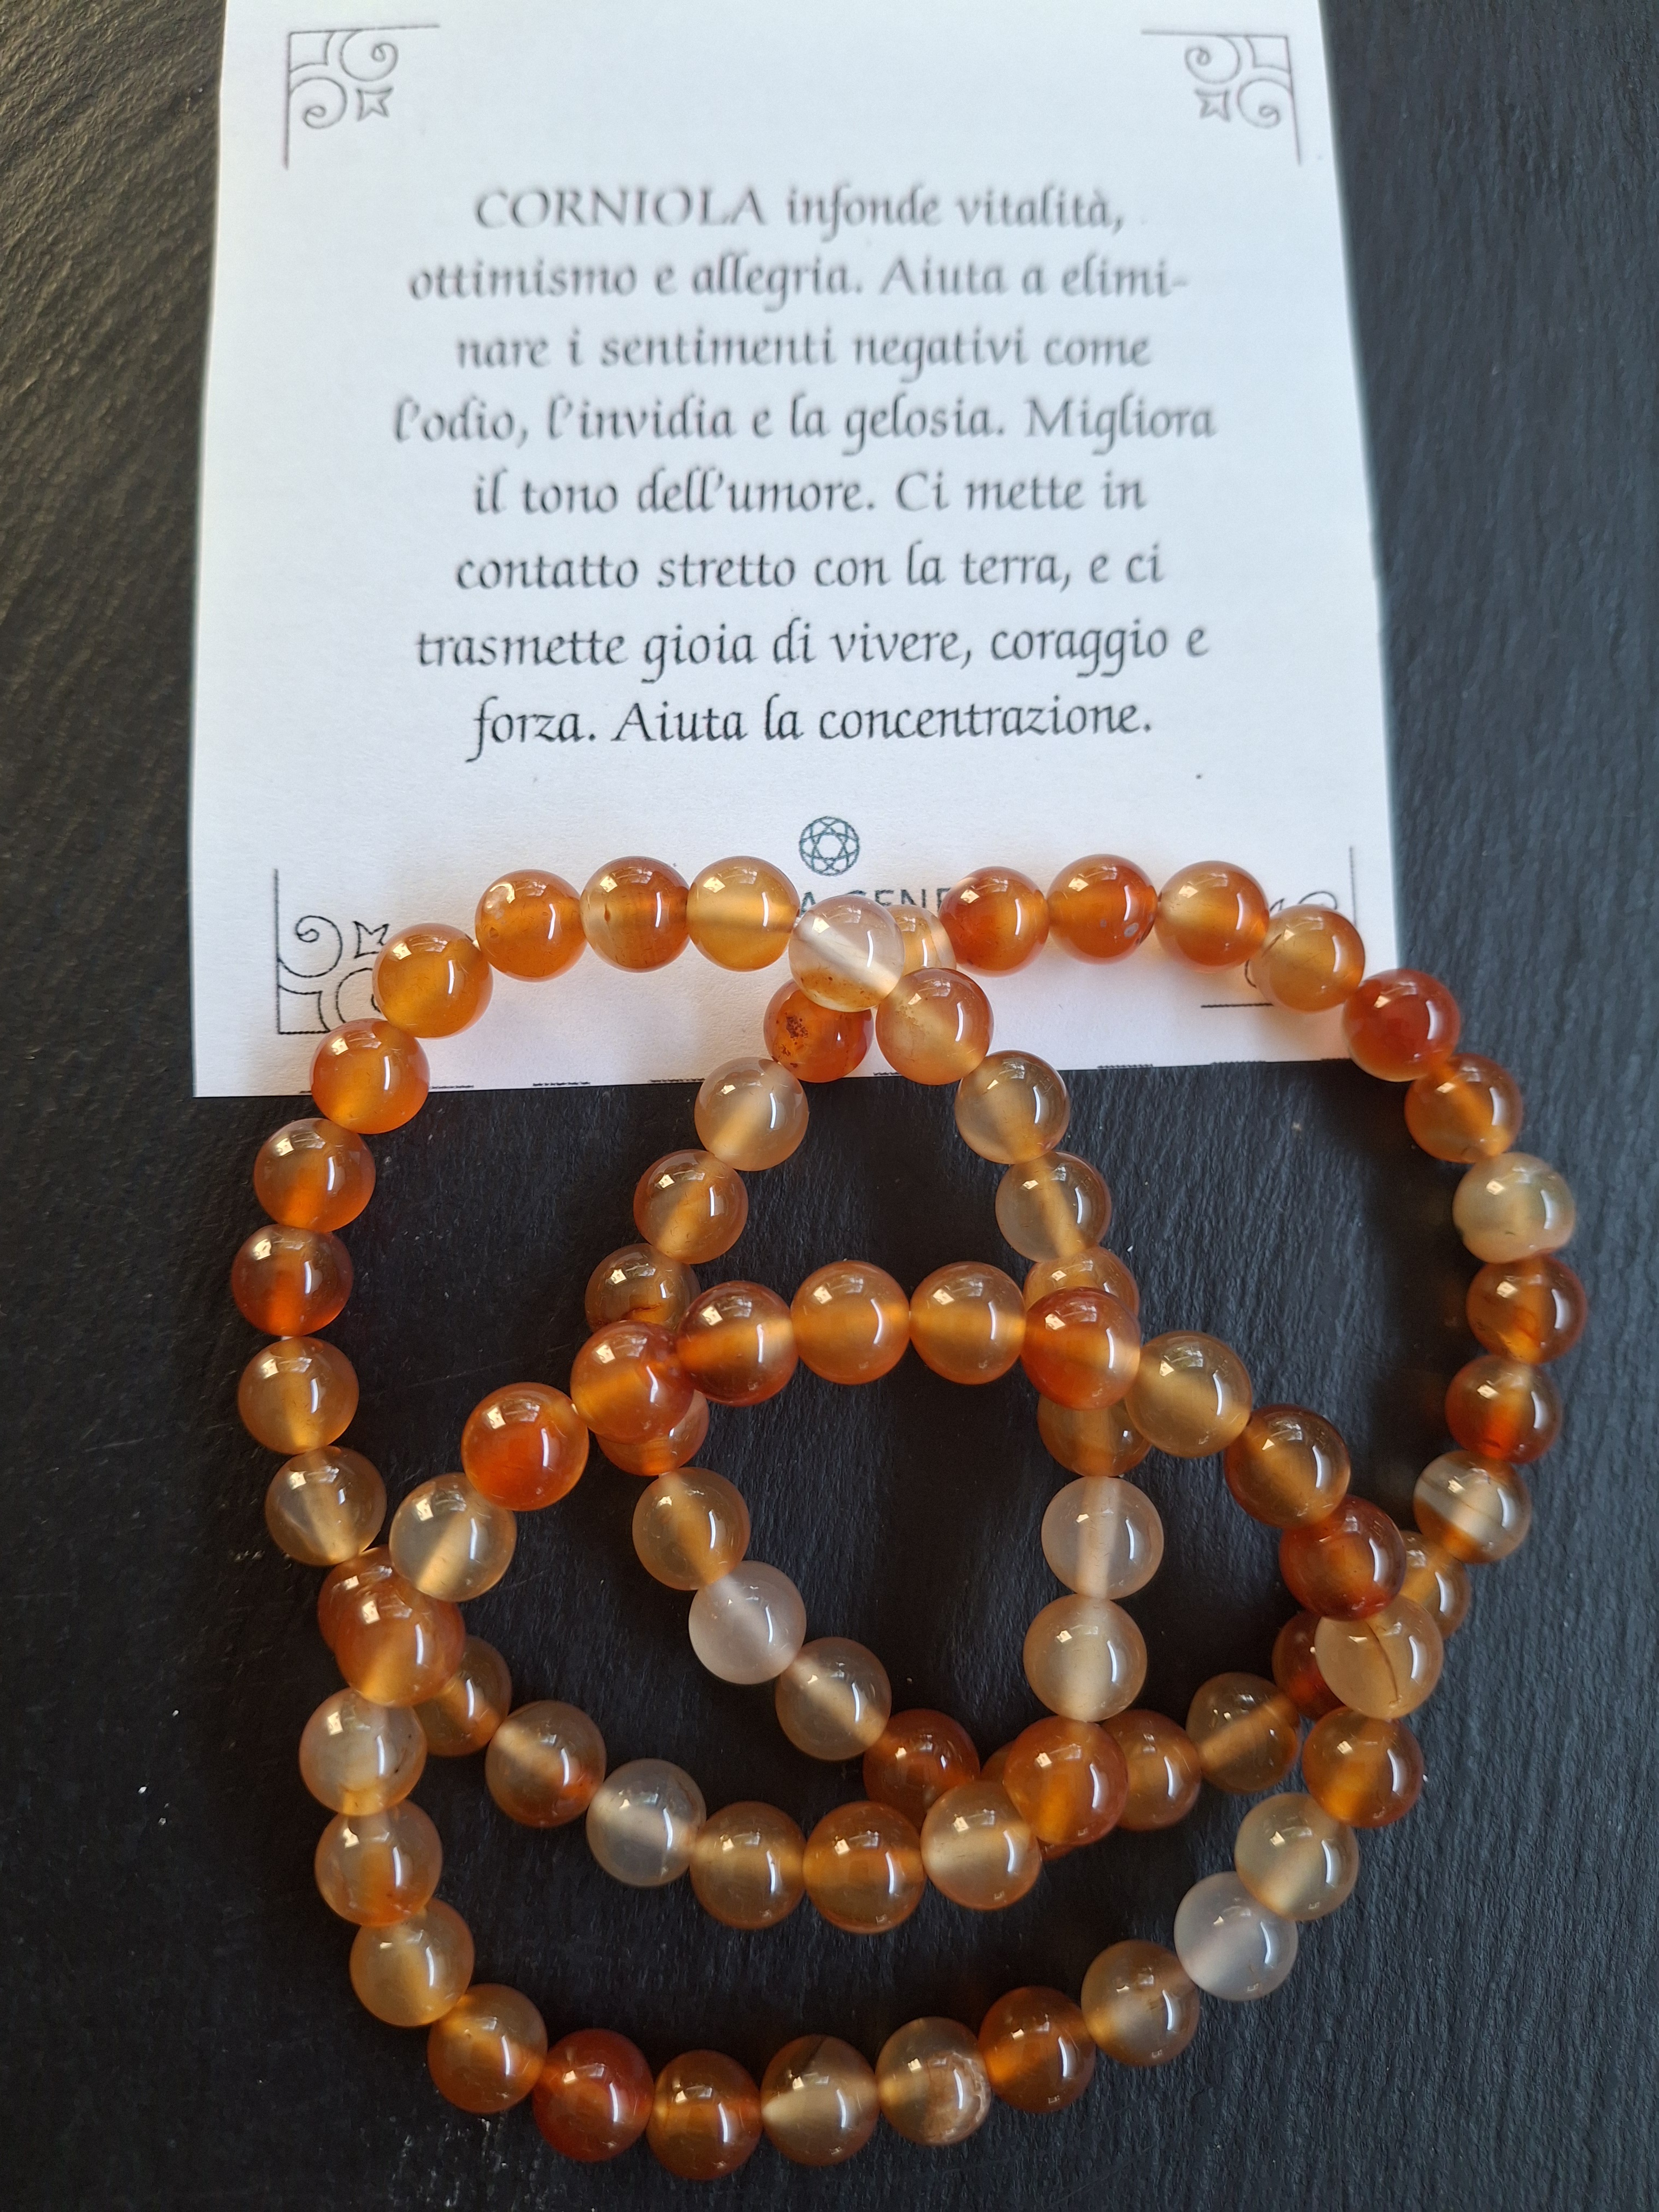 CORNIOLA infonde vitalità,
ottimismo e allegria. Aiuta a elimi-
nare i sentimenti negativi come
l'odio, l'invidia e la gelosia. Migliora
il tono dell'umore. Ci mette in
contatto stretto con la terra, e ci
trasmette gioia di vivere, coraggio e
forza. Aiuta la concentrazione.